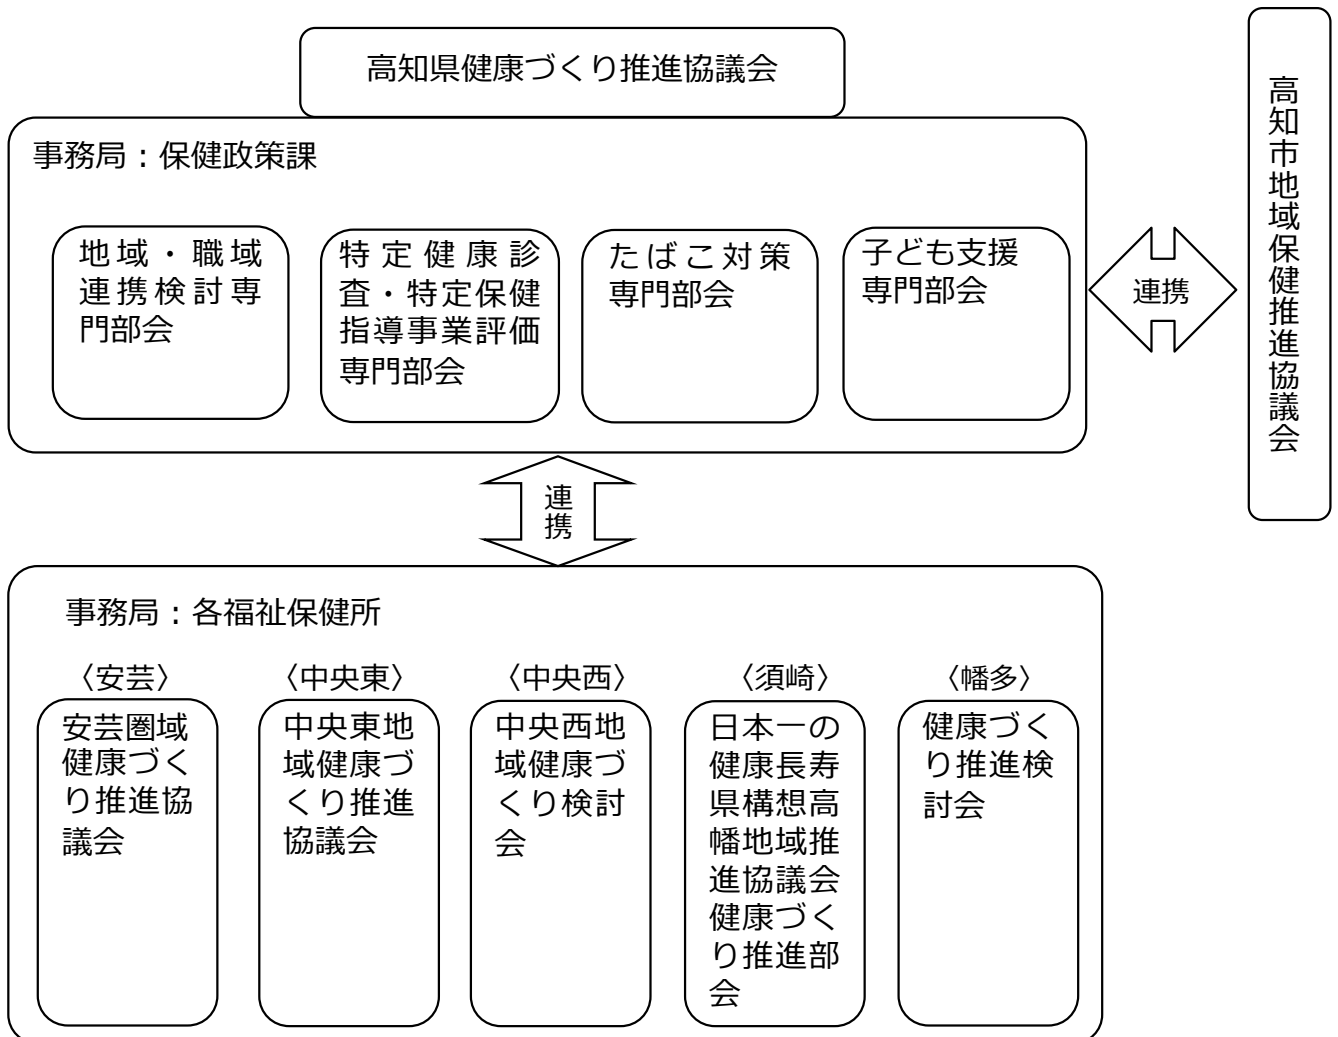 高知県健康づくり推進協議会
事務局：保健政策課
地域・職域
連携検討専
門部会
特定健康診
査・特定保健
指導事業評価
専門部会
たばこ対策
専門部会
子ども支援
専門部会
連携
高知市地域保健推進協議会
連
携
事務局：各福祉保健所
〈安芸〉
安芸圏域
健康づく
り推進協
議会
〈中央東〉
中央東地
域健康づ
くり推進
協議会
〈中央西〉
中央西地
域健康づ
くり検討
会
〈須崎〉
日本一の
健康長寿
県構想高
幡地域推
進協議会
健康づく
り推進部
会
〈幡多〉
健康づく
り推進検
討会